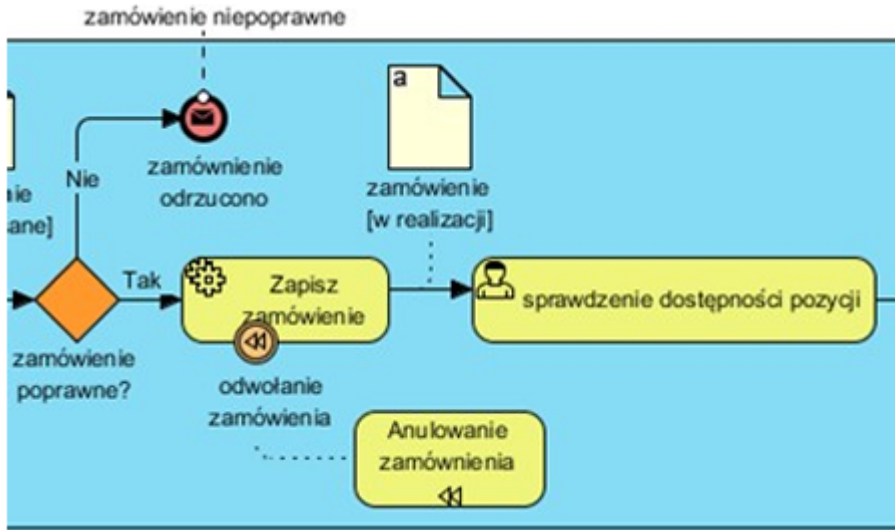 zamówienie niepoprawne
a
zamównienie
odrzucono
Nie
zamówienie
[w realizacji]
Tak
Zapisz
zamówienie
sprawdzenie dostępności pozycji
zamówienie
poprawne?
odwołanie
zamówienia
Anulowanie
zamównienia